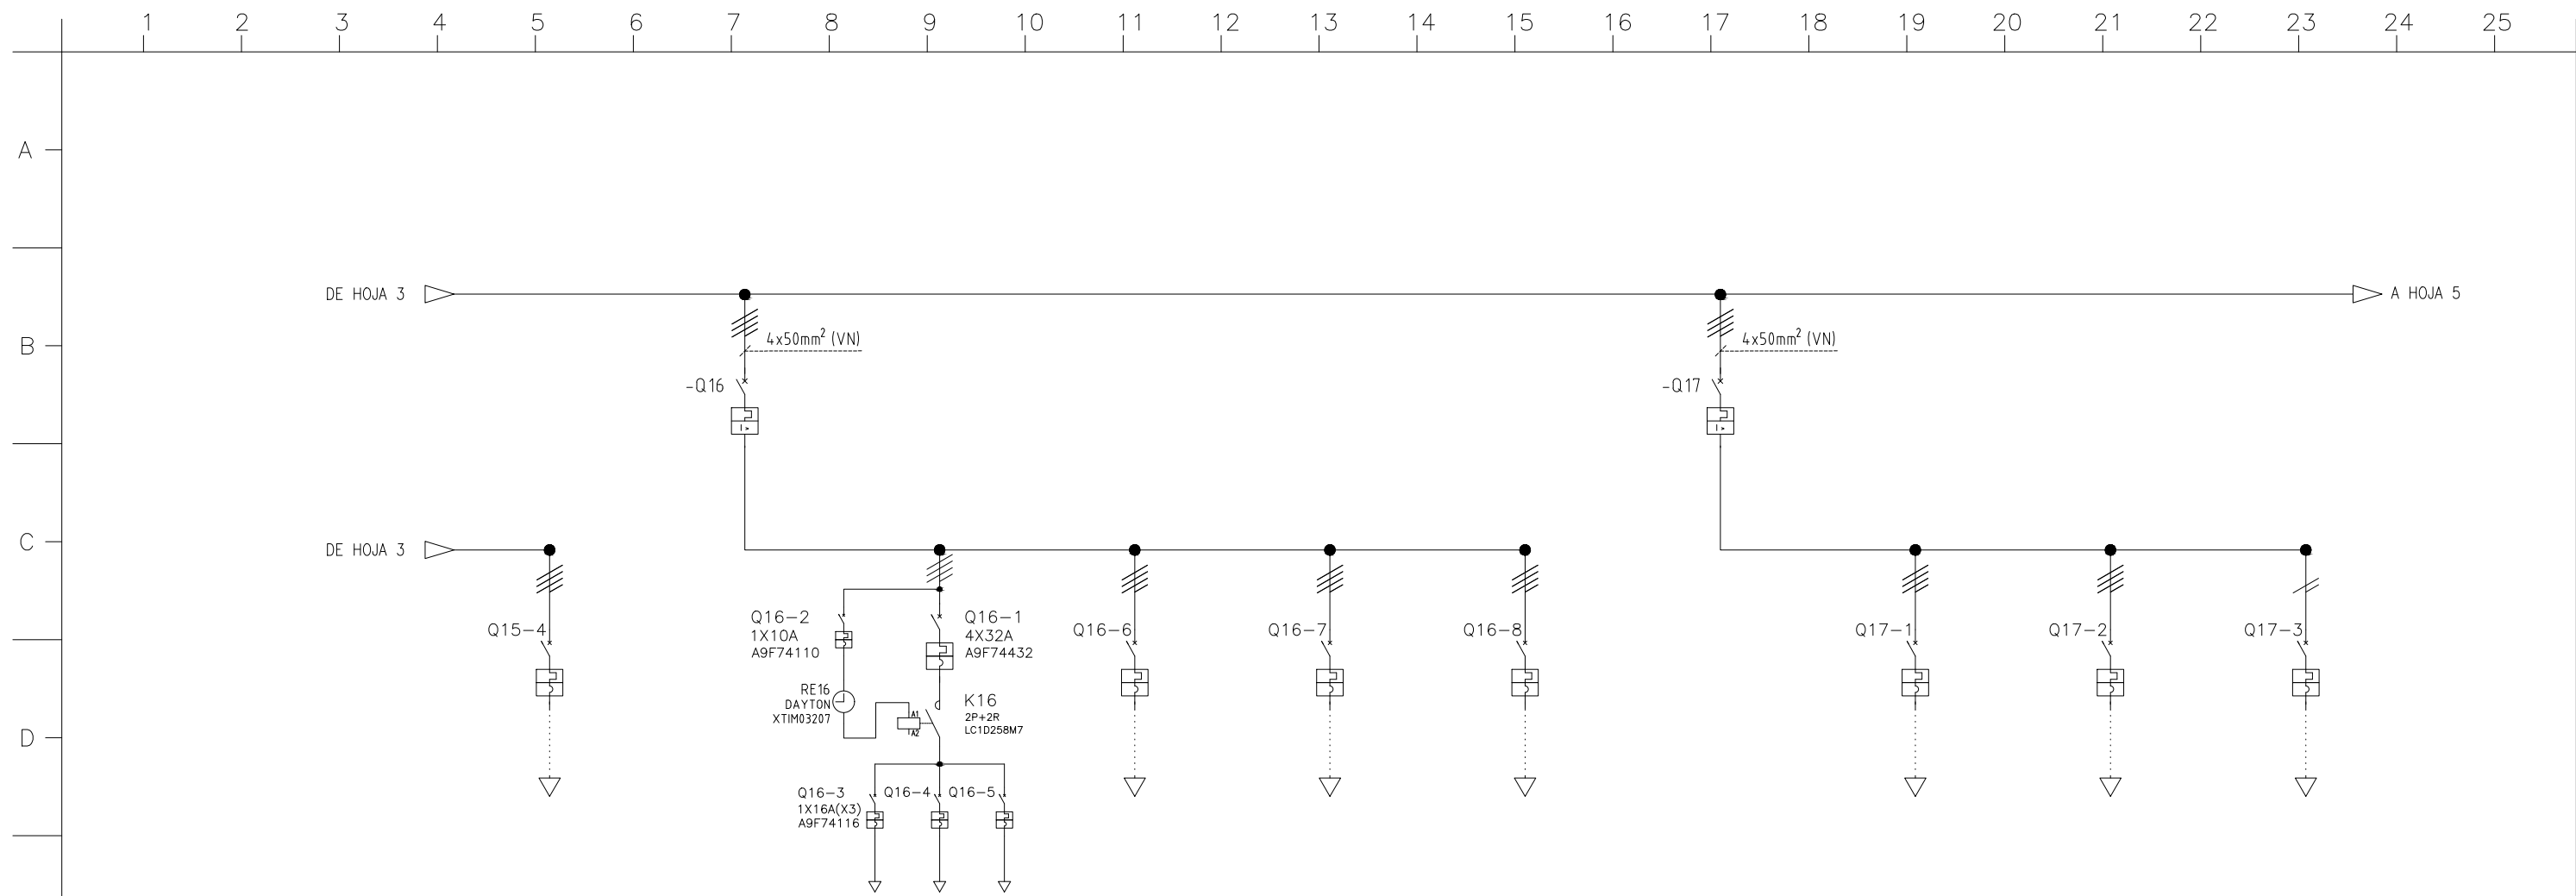 1 2 3 4 5 6 7 8 9 10 11 12 13 14 15 16 17 18 19 20 21 22 23 24 25
A
DE HOJA 3
A HOJA 5
B
4x50mm² (VN)
4x50mm² (VN)
-Q16
-Q17
C
DE HOJA 3
Q15-4
Q16-2
1X10A
A9F74110
Q16-1
4X32A
A9F74432
Q16-6
Q16-7
Q16-8
Q17-1
Q17-2
Q17-3
RE16
DAYTON
XTIM03207
A1
A2
K16
2P+2R
LC1D258M7
D
Q16-3
1X16A(X3)
A9F74116
Q16-4
Q16-5
I >
I >